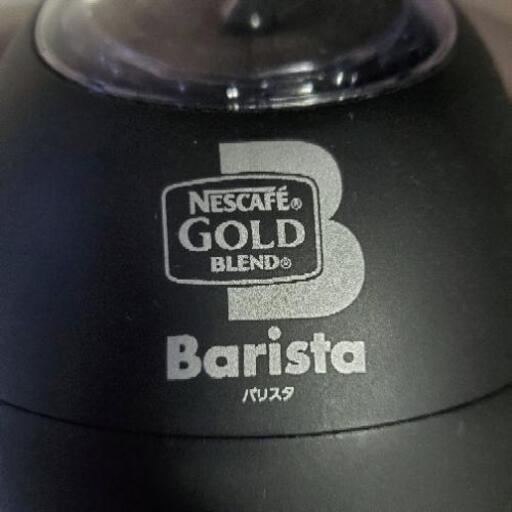 B
NESCAFÉ®
GOLD
BLEND®
Barista
バリスタ